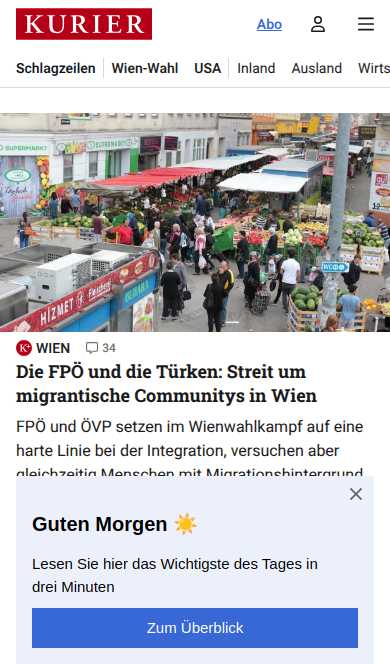 KURIER
Abo
Schlagzeilen
Wien-Wahl
USA
Inland
Ausland
Wirts
SUPERMARKT
HIZMET Fleischerei
WC
K+ WIEN 34
Die FPÖ und die Türken: Streit um
migrantische Communitys in Wien
FPÖ und ÖVP setzen im Wienwahlkampf auf eine
harte Linie bei der Integration, versuchen aber
gleichzeitig Menschen mit Migrationshintergrund
Guten Morgen ☀️
Lesen Sie hier das Wichtigste des Tages in
drei Minuten
Zum Überblick